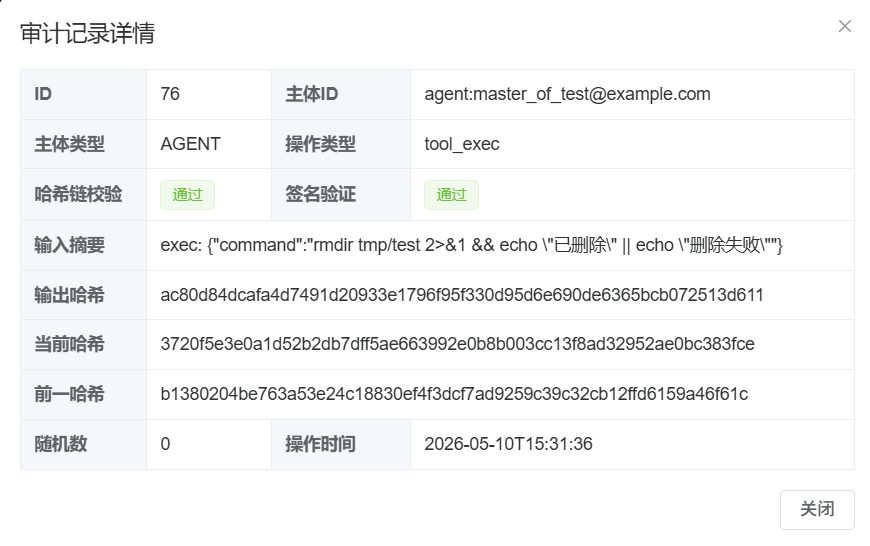 审计记录详情
ID 76 主体ID agent:master_of_test@example.com
主体类型 AGENT 操作类型 tool_exec
哈希链校验 通过 签名验证 通过
输入摘要 exec: {"command":"rmdir tmp/test 2>&1 && echo \"已删除\" || echo \"删除失败\""}
输出哈希 ac80d84dcafa4d7491d20933e1796f95f330d95d6e690de6365bcb072513d611
当前哈希 3720f5e3e0a1d52b2db7dff5ae663992e0b8b003cc13f8ad32952ae0bc383fce
前一哈希 b1380204be763a53e24c18830ef4f3dcf7ad9259c39c32cb12ffd6159a46f61c
随机数 0 操作时间 2026-05-10T15:31:36
关闭